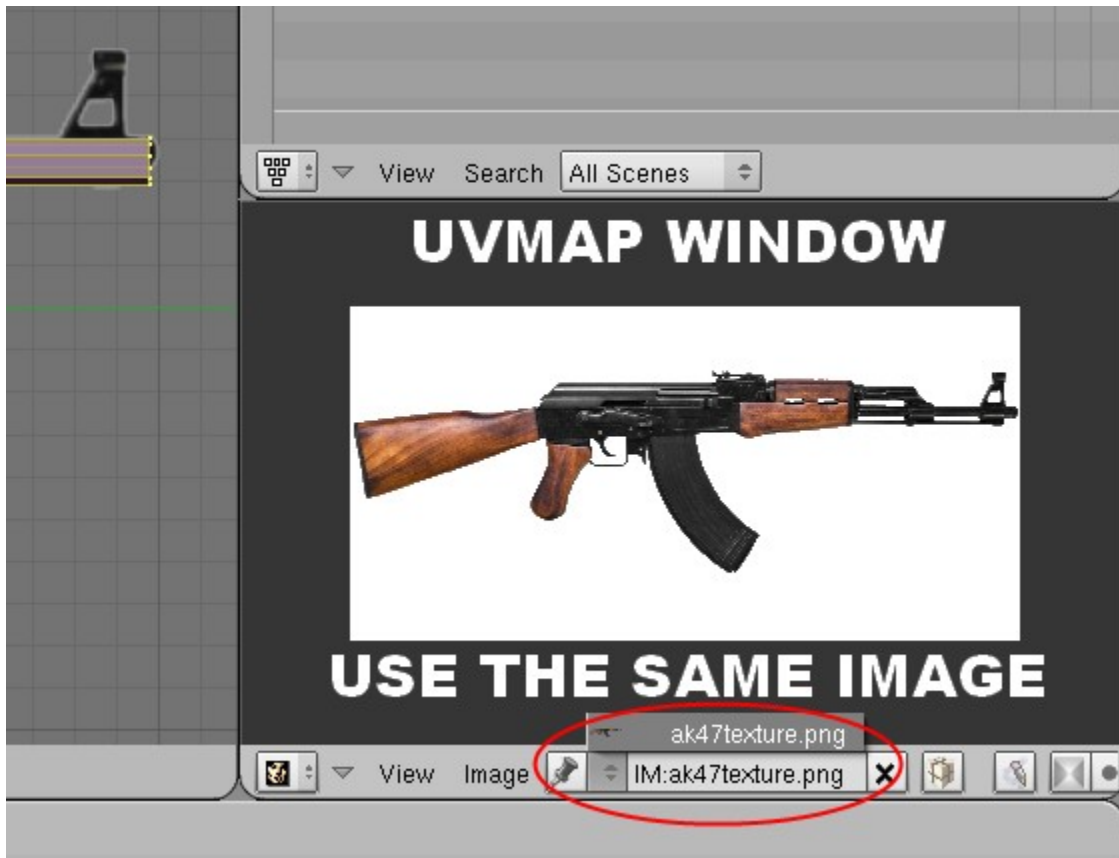 View Search All Scenes
UVMAP WINDOW
USE THE SAME IMAGE
ak47texture.png
View Image IM:ak47texture.png